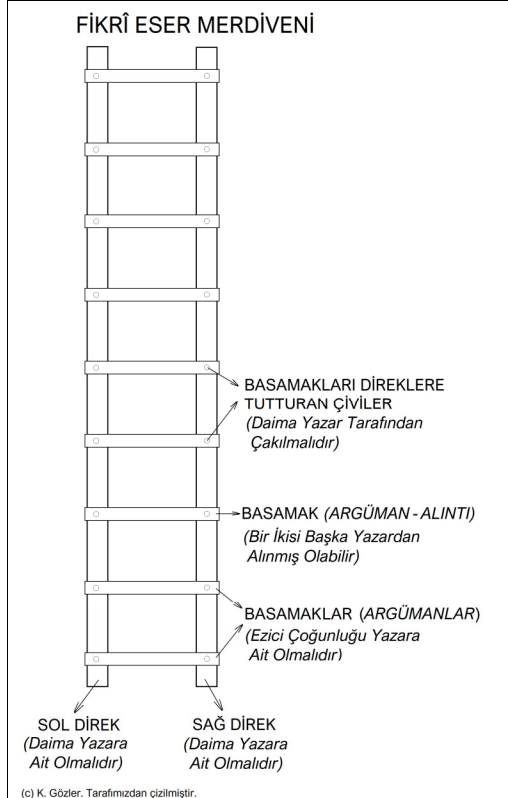 FİKRÎ ESER MERDİVENİ
BASAMAKLARI DİREKLERE
TUTTURAN ÇİVİLER
(Daima Yazar Tarafından
Çakılmalıdır)
BASAMAK (ARGÜMAN - ALINTI)
(Bir İkisi Başka Yazardan
Alınmış Olabilir)
BASAMAKLAR (ARGÜMANLAR)
(Ezici Çoğunluğu Yazara
Ait Olmalıdır)
SOL DİREK
(Daima Yazara
Ait Olmalıdır)
SAĞ DİREK
(Daima Yazara
Ait Olmalıdır)
(c) K. Gözler. Tarafımızdan çizilmiştir.